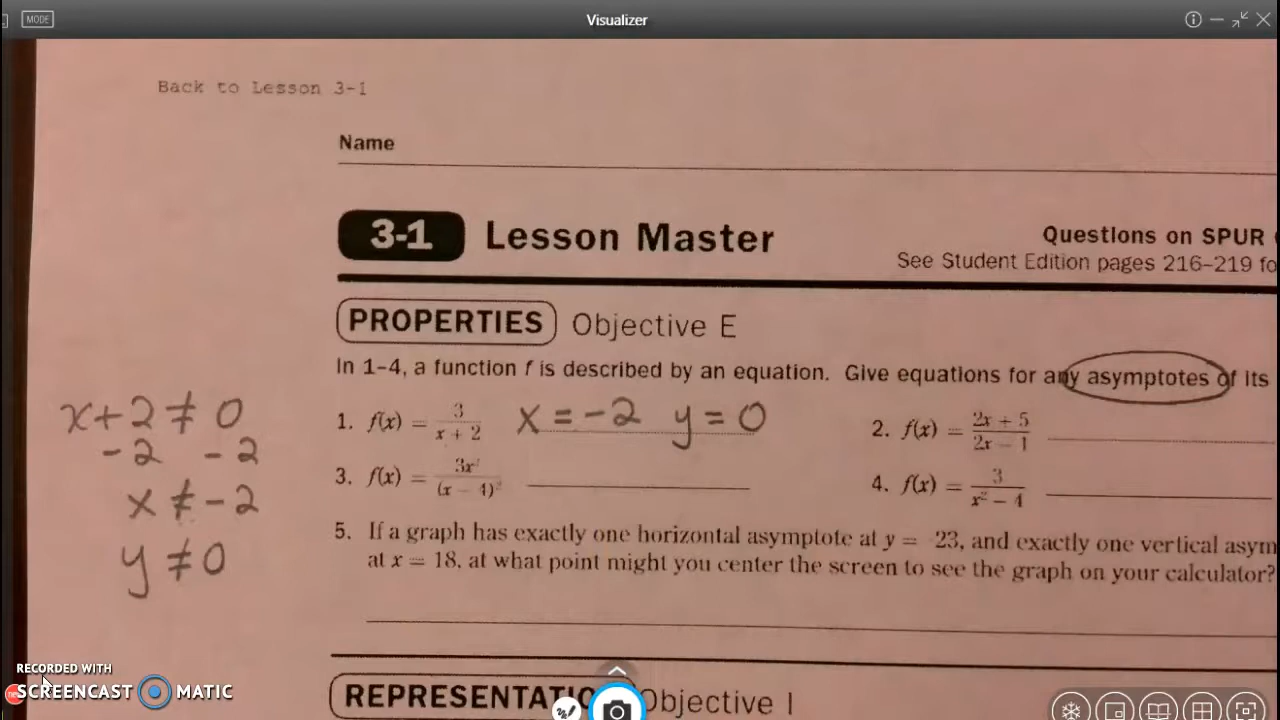 MODE
Visualizer
Back to Lesson 3-1
Name
3-1 Lesson Master
Questions on SPUR
See Student Edition pages 216–219 fo
PROPERTIES Objective E
In 1–4, a function f is described by an equation. Give equations for any asymptotes of its
1. f(x) = 3/(x + 2) x = -2 y = 0
2. f(x) = (2x + 5)/(2x − 1)
3. f(x) = 3x²/(x − 4)²
4. f(x) = 3/(x² − 4)
x+2 ≠ 0
-2 -2
x ≠ -2
y ≠ 0
5. If a graph has exactly one horizontal asymptote at y = -23, and exactly one vertical asym
at x = 18, at what point might you center the screen to see the graph on your calculator?
REPRESENTATIO Objective I
RECORDED WITH
SCREENCAST MATIC